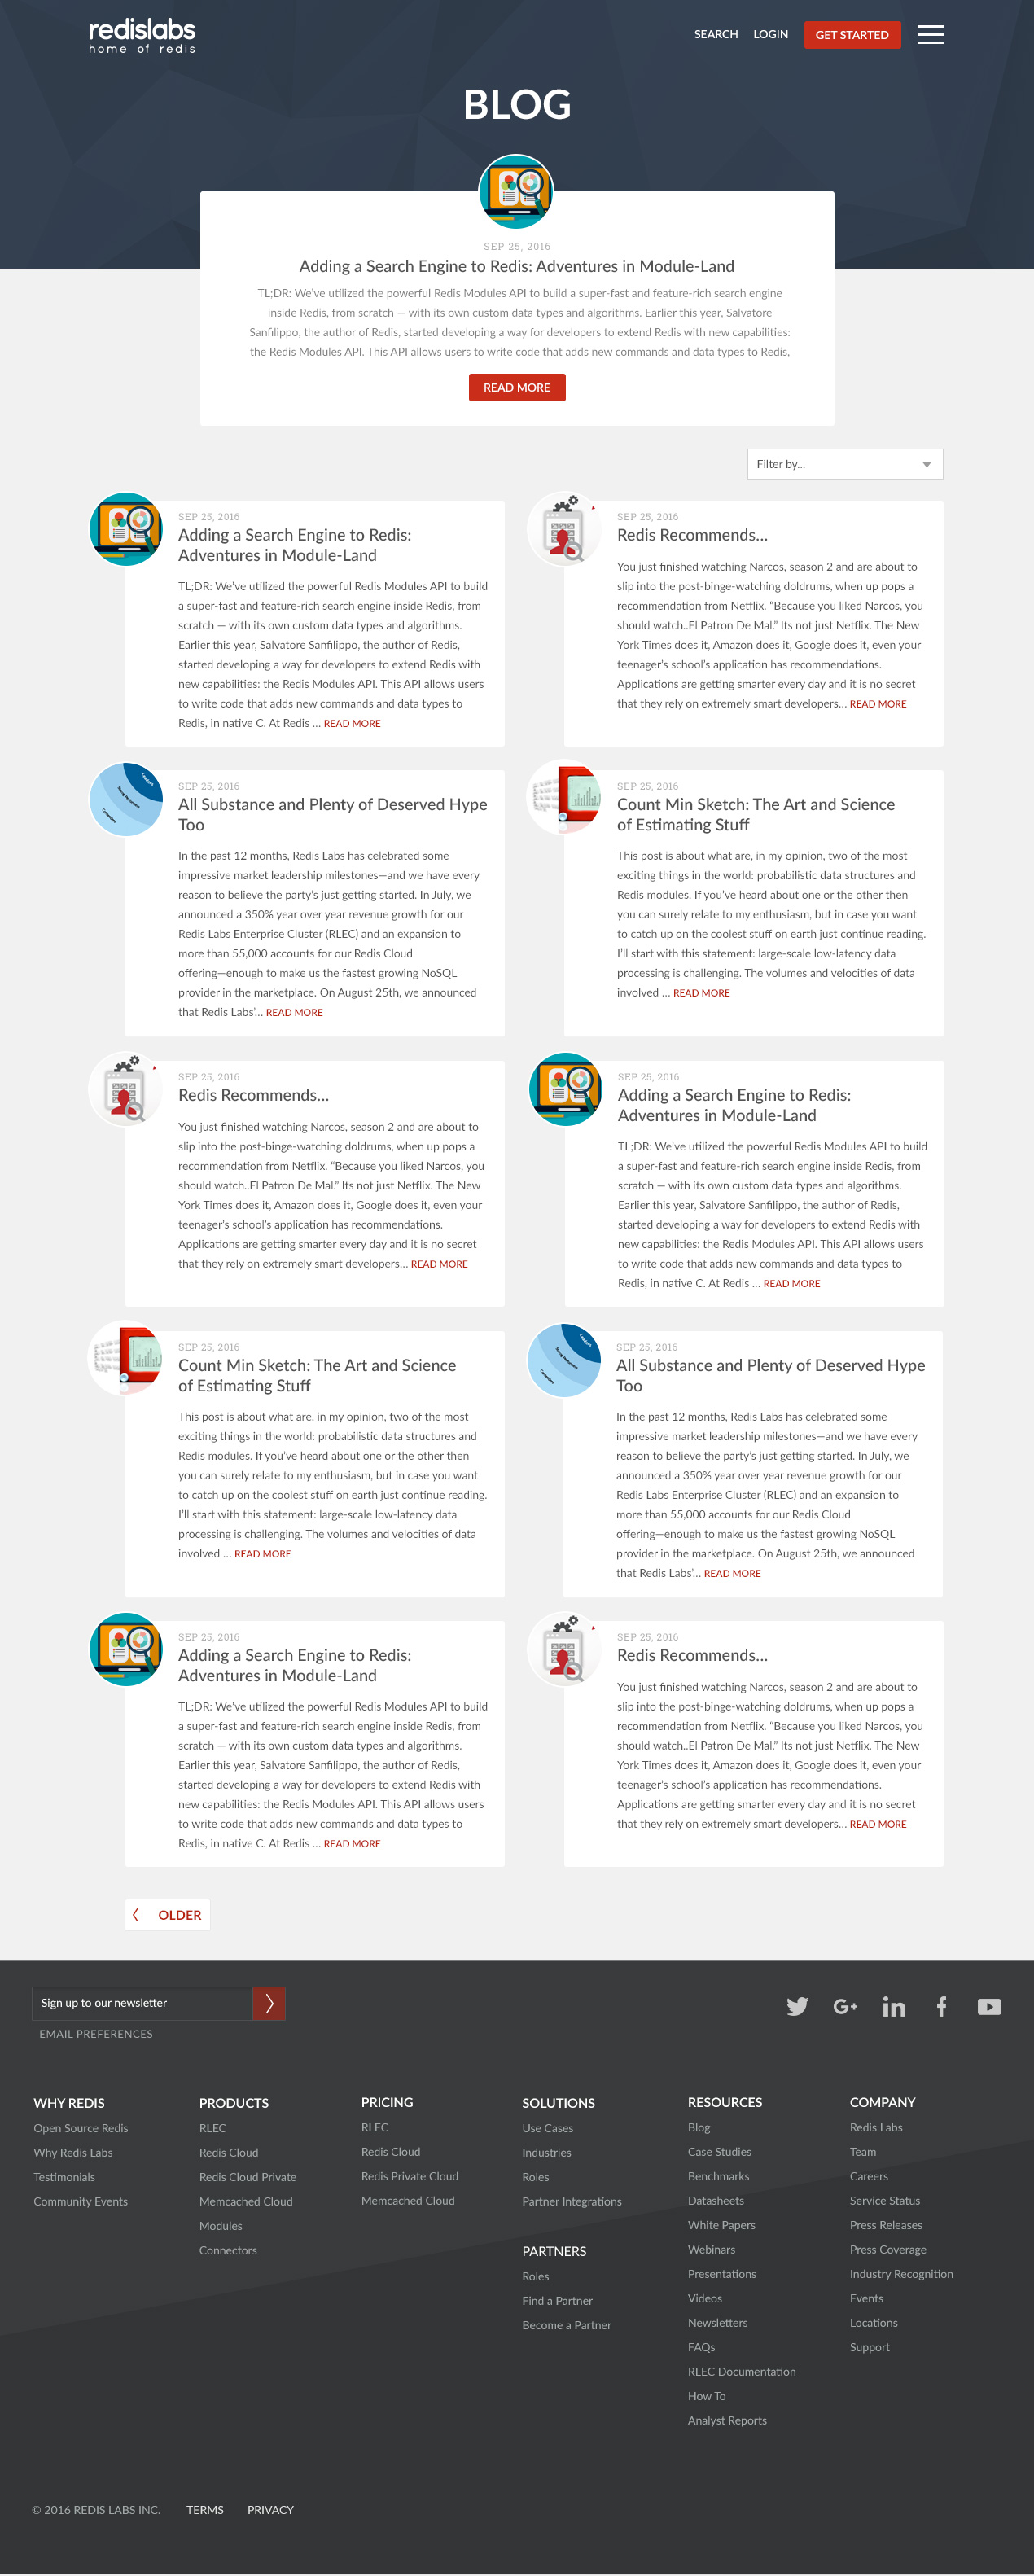 redislabs
home of redis
SEARCH LOGIN GET STARTED
BLOG
SEP 25, 2016
Adding a Search Engine to Redis: Adventures in Module-Land
TL;DR: We've utilized the powerful Redis Modules API to build a super-fast and feature-rich search engine
inside Redis, from scratch — with its own custom data types and algorithms. Earlier this year, Salvatore
Sanfilippo, the author of Redis, started developing a way for developers to extend Redis with new capabilities:
the Redis Modules API. This API allows users to write code that adds new commands and data types to Redis,
READ MORE
Filter by...
SEP 25, 2016
Adding a Search Engine to Redis:
Adventures in Module-Land
TL;DR: We've utilized the powerful Redis Modules API to build
a super-fast and feature-rich search engine inside Redis, from
scratch — with its own custom data types and algorithms.
Earlier this year, Salvatore Sanfilippo, the author of Redis,
started developing a way for developers to extend Redis with
new capabilities: the Redis Modules API. This API allows users
to write code that adds new commands and data types to
Redis, in native C. At Redis ... READ MORE
SEP 25, 2016
Redis Recommends...
You just finished watching Narcos, season 2 and are about to
slip into the post-binge-watching doldrums, when up pops a
recommendation from Netflix. "Because you liked Narcos, you
should watch..El Patron De Mal." Its not just Netflix. The New
York Times does it, Amazon does it, Google does it, even your
teenager's school's application has recommendations.
Applications are getting smarter every day and it is no secret
that they rely on extremely smart developers... READ MORE
SEP 25, 2016
All Substance and Plenty of Deserved Hype
Too
In the past 12 months, Redis Labs has celebrated some
impressive market leadership milestones—and we have every
reason to believe the party's just getting started. In July, we
announced a 350% year over year revenue growth for our
Redis Labs Enterprise Cluster (RLEC) and an expansion to
more than 55,000 accounts for our Redis Cloud
offering—enough to make us the fastest growing NoSQL
provider in the marketplace. On August 25th, we announced
that Redis Labs'... READ MORE
SEP 25, 2016
Count Min Sketch: The Art and Science
of Estimating Stuff
This post is about what are, in my opinion, two of the most
exciting things in the world: probabilistic data structures and
Redis modules. If you've heard about one or the other then
you can surely relate to my enthusiasm, but in case you want
to catch up on the coolest stuff on earth just continue reading.
I'll start with this statement: large-scale low-latency data
processing is challenging. The volumes and velocities of data
involved ... READ MORE
SEP 25, 2016
Redis Recommends...
You just finished watching Narcos, season 2 and are about to
slip into the post-binge-watching doldrums, when up pops a
recommendation from Netflix. "Because you liked Narcos, you
should watch..El Patron De Mal." Its not just Netflix. The New
York Times does it, Amazon does it, Google does it, even your
teenager's school's application has recommendations.
Applications are getting smarter every day and it is no secret
that they rely on extremely smart developers... READ MORE
SEP 25, 2016
Adding a Search Engine to Redis:
Adventures in Module-Land
TL;DR: We've utilized the powerful Redis Modules API to build
a super-fast and feature-rich search engine inside Redis, from
scratch — with its own custom data types and algorithms.
Earlier this year, Salvatore Sanfilippo, the author of Redis,
started developing a way for developers to extend Redis with
new capabilities: the Redis Modules API. This API allows users
to write code that adds new commands and data types to
Redis, in native C. At Redis ... READ MORE
SEP 25, 2016
Count Min Sketch: The Art and Science
of Estimating Stuff
This post is about what are, in my opinion, two of the most
exciting things in the world: probabilistic data structures and
Redis modules. If you've heard about one or the other then
you can surely relate to my enthusiasm, but in case you want
to catch up on the coolest stuff on earth just continue reading.
I'll start with this statement: large-scale low-latency data
processing is challenging. The volumes and velocities of data
involved ... READ MORE
SEP 25, 2016
All Substance and Plenty of Deserved Hype
Too
In the past 12 months, Redis Labs has celebrated some
impressive market leadership milestones—and we have every
reason to believe the party's just getting started. In July, we
announced a 350% year over year revenue growth for our
Redis Labs Enterprise Cluster (RLEC) and an expansion to
more than 55,000 accounts for our Redis Cloud
offering—enough to make us the fastest growing NoSQL
provider in the marketplace. On August 25th, we announced
that Redis Labs'... READ MORE
SEP 25, 2016
Adding a Search Engine to Redis:
Adventures in Module-Land
TL;DR: We've utilized the powerful Redis Modules API to build
a super-fast and feature-rich search engine inside Redis, from
scratch — with its own custom data types and algorithms.
Earlier this year, Salvatore Sanfilippo, the author of Redis,
started developing a way for developers to extend Redis with
new capabilities: the Redis Modules API. This API allows users
to write code that adds new commands and data types to
Redis, in native C. At Redis ... READ MORE
SEP 25, 2016
Redis Recommends...
You just finished watching Narcos, season 2 and are about to
slip into the post-binge-watching doldrums, when up pops a
recommendation from Netflix. "Because you liked Narcos, you
should watch..El Patron De Mal." Its not just Netflix. The New
York Times does it, Amazon does it, Google does it, even your
teenager's school's application has recommendations.
Applications are getting smarter every day and it is no secret
that they rely on extremely smart developers... READ MORE
OLDER
Sign up to our newsletter
EMAIL PREFERENCES
WHY REDIS
Open Source Redis
Why Redis Labs
Testimonials
Community Events
PRODUCTS
RLEC
Redis Cloud
Redis Cloud Private
Memcached Cloud
Modules
Connectors
PRICING
RLEC
Redis Cloud
Redis Private Cloud
Memcached Cloud
SOLUTIONS
Use Cases
Industries
Roles
Partner Integrations
PARTNERS
Roles
Find a Partner
Become a Partner
RESOURCES
Blog
Case Studies
Benchmarks
Datasheets
White Papers
Webinars
Presentations
Videos
Newsletters
FAQs
RLEC Documentation
How To
Analyst Reports
COMPANY
Redis Labs
Team
Careers
Service Status
Press Releases
Press Coverage
Industry Recognition
Events
Locations
Support
© 2016 REDIS LABS INC. TERMS PRIVACY